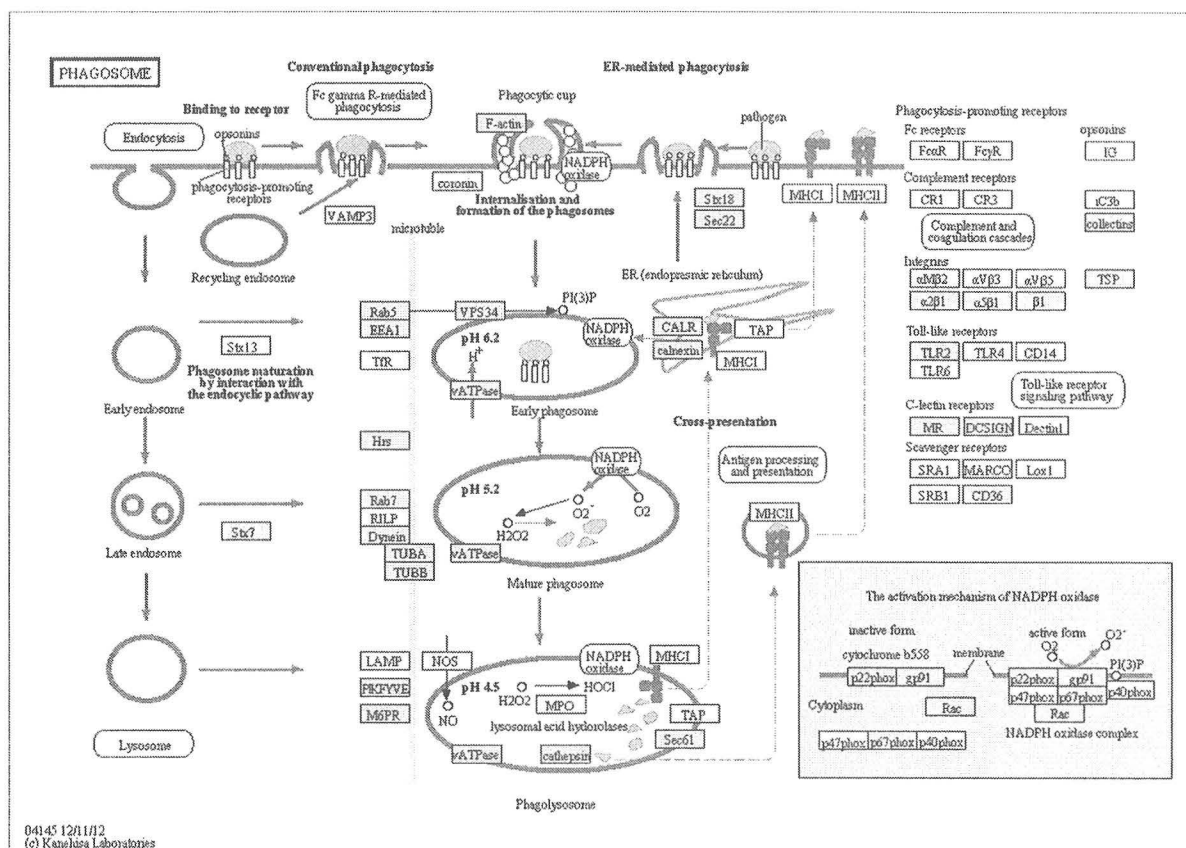 PHAGOSOME
Conventional phagocytosis
ER-mediated phagocytosis
Fc gamma R-mediated
phagocytosis
Phagocytic cup
Binding to receptor
Endocytosis
opsonins
F-actin
pathogen
NADPH
oxidase
phagocytosis-promoting
receptors
coronin
VAMP3
Internalisation and
formation of the phagosomes
Stx18
Sec22
MHCI
MHCII
microtuble
Recycling endosome
ER (endoprasmic reticulum)
Phagocytosis-promoting receptors
Fc receptors
opsonins
FcαR
FcγR
IG
Complement receptors
CR1
CR3
iC3b
Complement and
coagulation cascades
collectins
Integrins
αMβ2
αVβ3
αVβ5
TSP
α2β1
α5β1
β1
Toll-like receptors
TLR2
TLR4
CD14
TLR6
Toll-like receptor
signaling pathway
C-lectin receptors
MR
DCSIGN
Dectin1
Scavenger receptors
SRA1
MARCO
Lox1
SRB1
CD36
Rab5
EEA1
VPS34
PI(3)P
NADPH
oxidase
CALR
TAP
calnexin
MHCI
Stx13
TfR
pH 6.2
H+
vATPase
Phagosome maturation
by interaction with
the endocyclic pathway
Early endosome
Early phagosome
Cross-presentation
Hrs
Antigen processing
and presentation
NADPH
oxidase
pH 5.2
O2-
O2
H2O2
Rab7
RILP
Dynein
TUBA
TUBB
vATPase
Stx7
MHCII
Late endosome
Mature phagosome
LAMP
NOS
NADPH
oxidase
MHCI
PIKFYVE
pH 4.5
H2O2
HOCl
MPO
M6PR
NO
lysosomal acid hydorolases
TAP
Sec61
vATPase
cathepsin
Lysosome
Phagolysosome
The activation mechanism of NADPH oxidase
inactive form
active form
O2
O2-
cytochrome b558
membrane
PI(3)P
p22phox
gp91
p22phox
gp91
p47phox
p67phox
p40phox
Cytoplasm
Rac
Rac
p47phox
p67phox
p40phox
NADPH oxidase complex
04145 12/11/12
(c) Kanehisa Laboratories